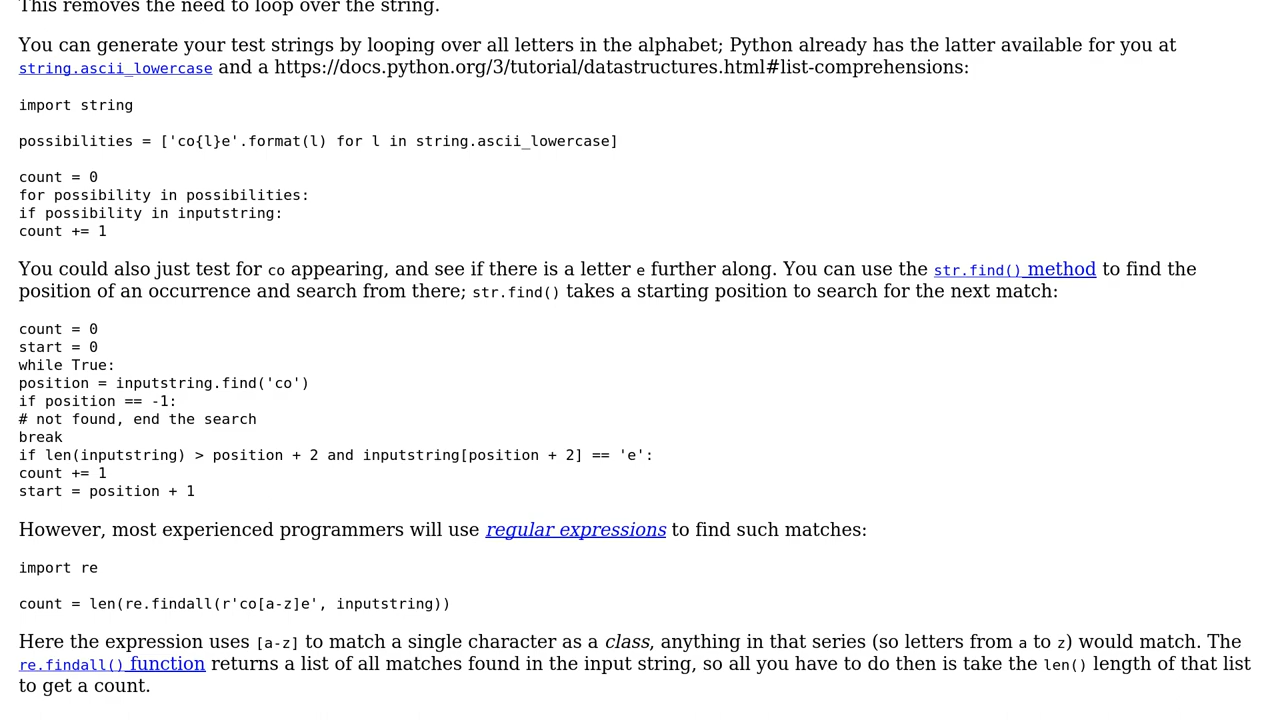 This removes the need to loop over the string.
You can generate your test strings by looping over all letters in the alphabet; Python already has the latter available for you at
string.ascii_lowercase and a https://docs.python.org/3/tutorial/datastructures.html#list-comprehensions:
import string
possibilities = ['co{l}e'.format(l) for l in string.ascii_lowercase]
count = 0
for possibility in possibilities:
if possibility in inputstring:
count += 1
You could also just test for co appearing, and see if there is a letter e further along. You can use the str.find() method to find the
position of an occurrence and search from there; str.find() takes a starting position to search for the next match:
count = 0
start = 0
while True:
position = inputstring.find('co')
if position == -1:
# not found, end the search
break
if len(inputstring) > position + 2 and inputstring[position + 2] == 'e':
count += 1
start = position + 1
However, most experienced programmers will use regular expressions to find such matches:
import re
count = len(re.findall(r'co[a-z]e', inputstring))
Here the expression uses [a-z] to match a single character as a class, anything in that series (so letters from a to z) would match. The
re.findall() function returns a list of all matches found in the input string, so all you have to do then is take the len() length of that list
to get a count.